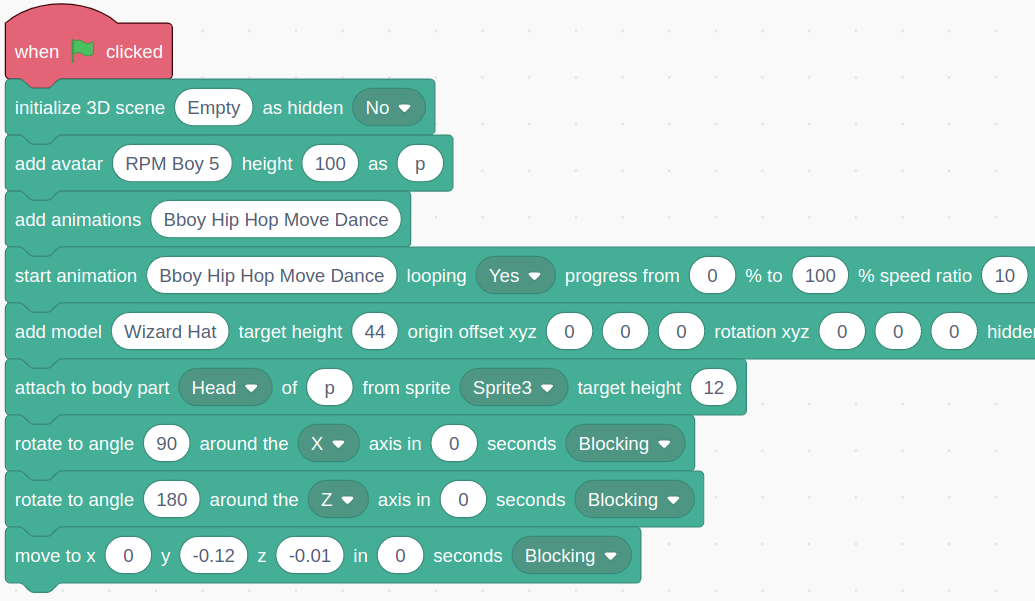 when clicked
initialize 3D scene Empty as hidden No
add avatar RPM Boy 5 height 100 as p
add animations Bboy Hip Hop Move Dance
start animation Bboy Hip Hop Move Dance looping Yes progress from 0 % to 100 % speed ratio 10
add model Wizard Hat target height 44 origin offset xyz 0 0 0 rotation xyz 0 0 0
attach to body part Head of p from sprite Sprite3 target height 12
rotate to angle 90 around the X axis in 0 seconds Blocking
rotate to angle 180 around the Z axis in 0 seconds Blocking
move to x 0 y -0.12 z -0.01 in 0 seconds Blocking